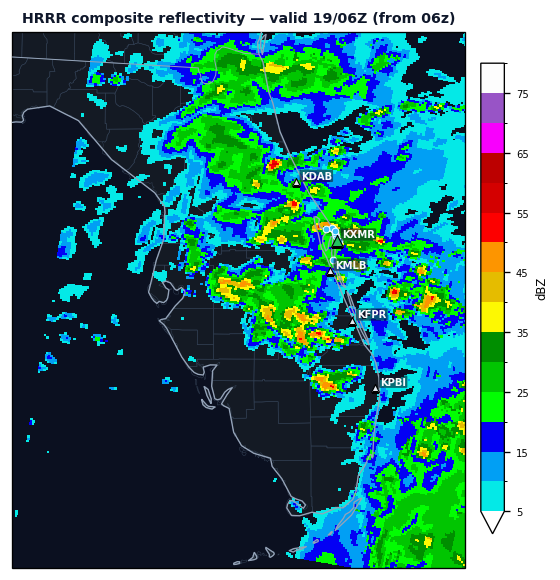 HRRR composite reflectivity — valid 19/06Z (from 06z)
KDAB
KXMR
KMLB
KFPR
KPBI
75
65
55
45
35
25
15
5
dBZ